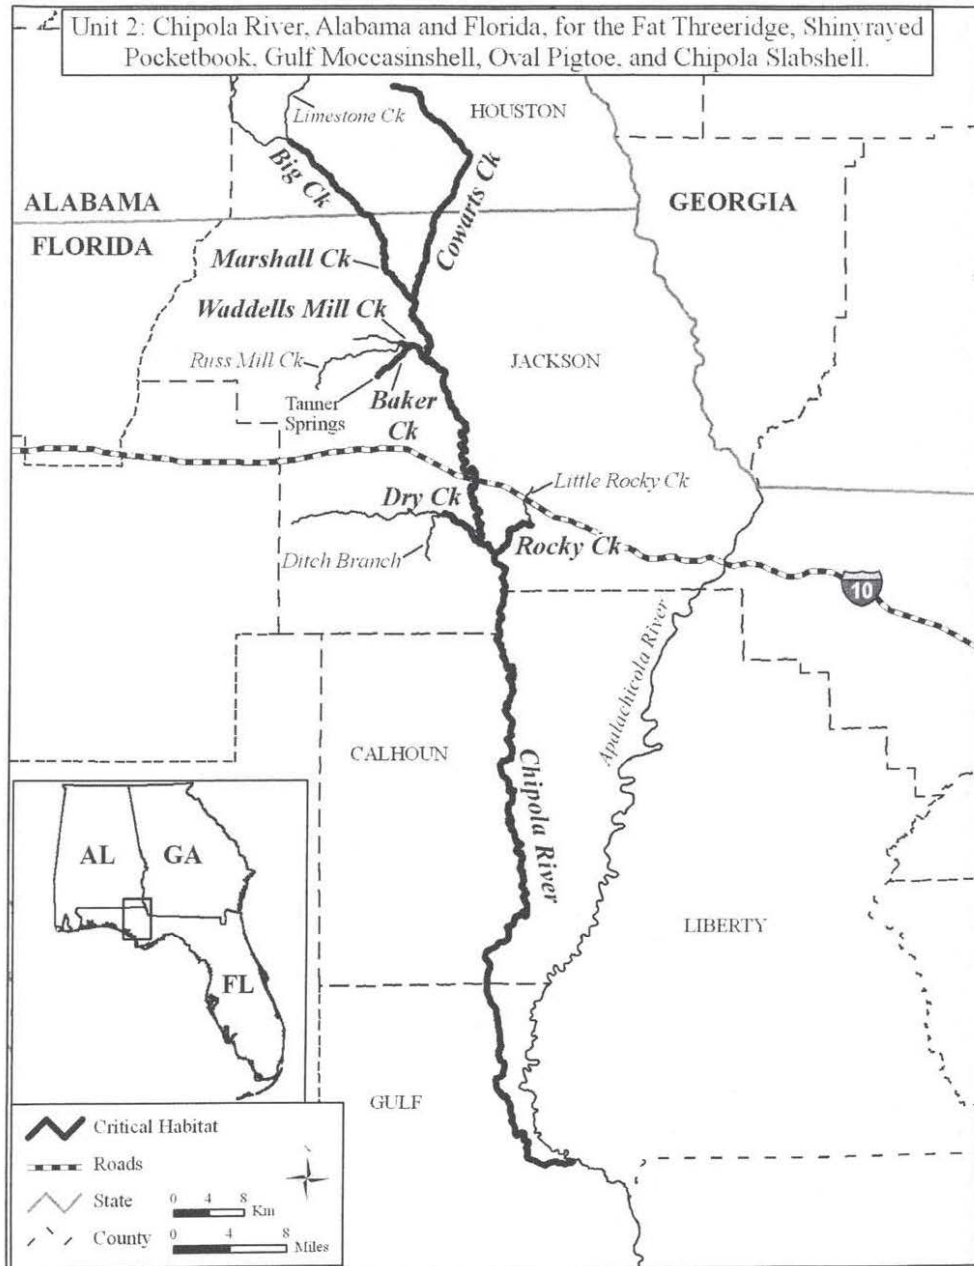 Unit 2: Chipola River, Alabama and Florida, for the Fat Threeridge, Shinyrayed
Pocketbook, Gulf Moccasinshell, Oval Pigtoe, and Chipola Slabshell.
HOUSTON
Limestone Ck
Big Ck
Cowarts Ck
ALABAMA
GEORGIA
FLORIDA
Marshall Ck
Waddells Mill Ck
Russ Mill Ck
JACKSON
Tanner
Springs
Baker
Ck
Little Rocky Ck
Dry Ck
Rocky Ck
Ditch Branch
10
Apalachicola River
CALHOUN
Chipola River
LIBERTY
AL
GA
FL
GULF
Critical Habitat
Roads
State
0 4 8
Km
County
0 4 8
Miles